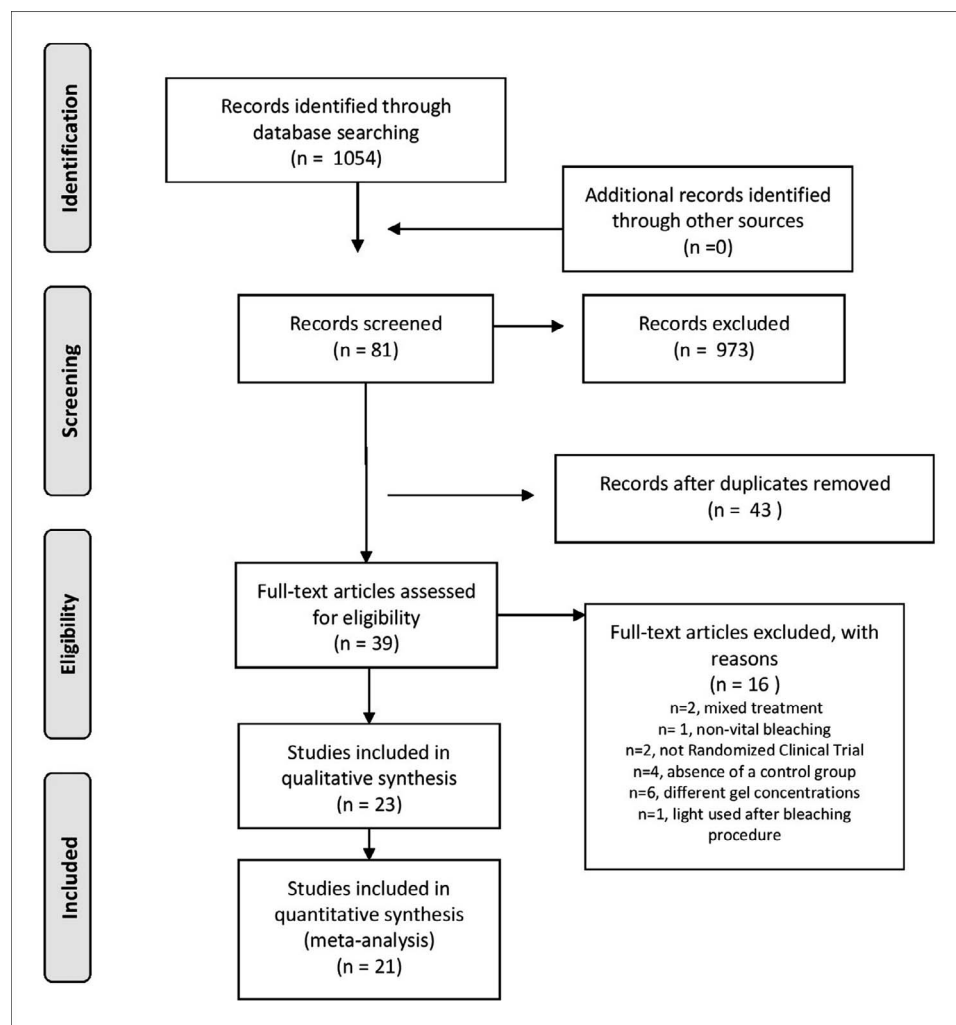 Identification
Records identified through
database searching
(n = 1054)
Additional records identified
through other sources
(n =0)
Screening
Records screened
(n = 81)
Records excluded
(n = 973)
Records after duplicates removed
(n = 43 )
Eligibility
Full-text articles assessed
for eligibility
(n = 39)
Full-text articles excluded, with
reasons
(n = 16 )
n=2, mixed treatment
n= 1, non-vital bleaching
n=2, not Randomized Clinical Trial
n=4, absence of a control group
n=6, different gel concentrations
n=1, light used after bleaching
procedure
Studies included in
qualitative synthesis
(n = 23)
Included
Studies included in
quantitative synthesis
(meta-analysis)
(n = 21)